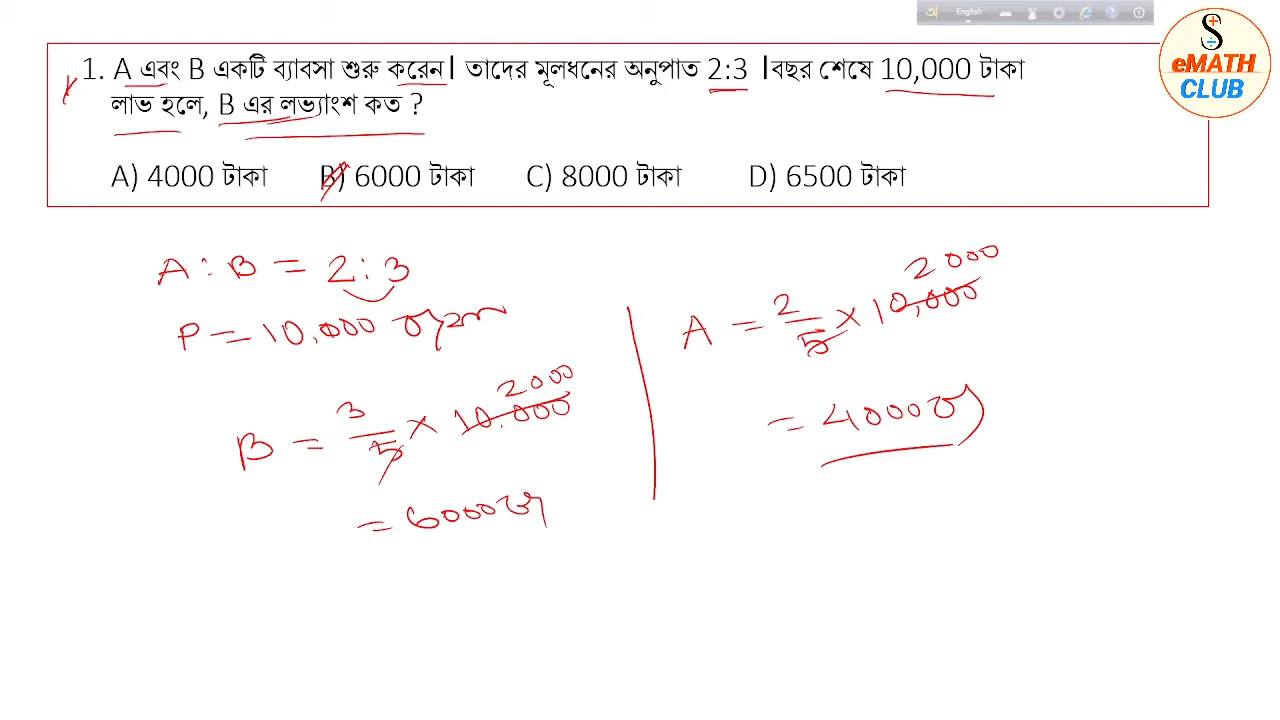 English
1. A এবং B একটি ব্যাবসা শুরু করেন। তাদের মূলধনের অনুপাত 2:3 ।বছর শেষে 10,000 টাকা
লাভ হলে, B এর লভ্যাংশ কত ?
A) 4000 টাকা B) 6000 টাকা C) 8000 টাকা D) 6500 টাকা
eMATH
CLUB
A : B = 2 : 3
P = 10,000
B = 3/5 × 10,000 2000
= 6000
A = 2/5 × 10,000 2000
= 4000